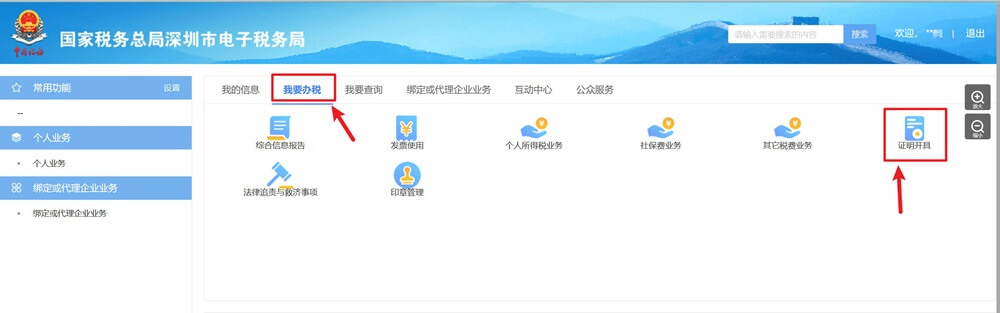 国家税务总局深圳市电子税务局
中国税务
请输入需要搜索的内容 搜索 欢迎， **鹃 | 退出
常用功能 设置
--
个人业务
个人业务
绑定或代理企业业务
绑定或代理企业业务
我的信息 我要办税 我要查询 绑定或代理企业业务 互动中心 公众服务
综合信息报告 发票使用 个人所得税业务 社保费业务 其它税费业务 证明开具
法律追责与救济事项 印章管理
放大
缩小